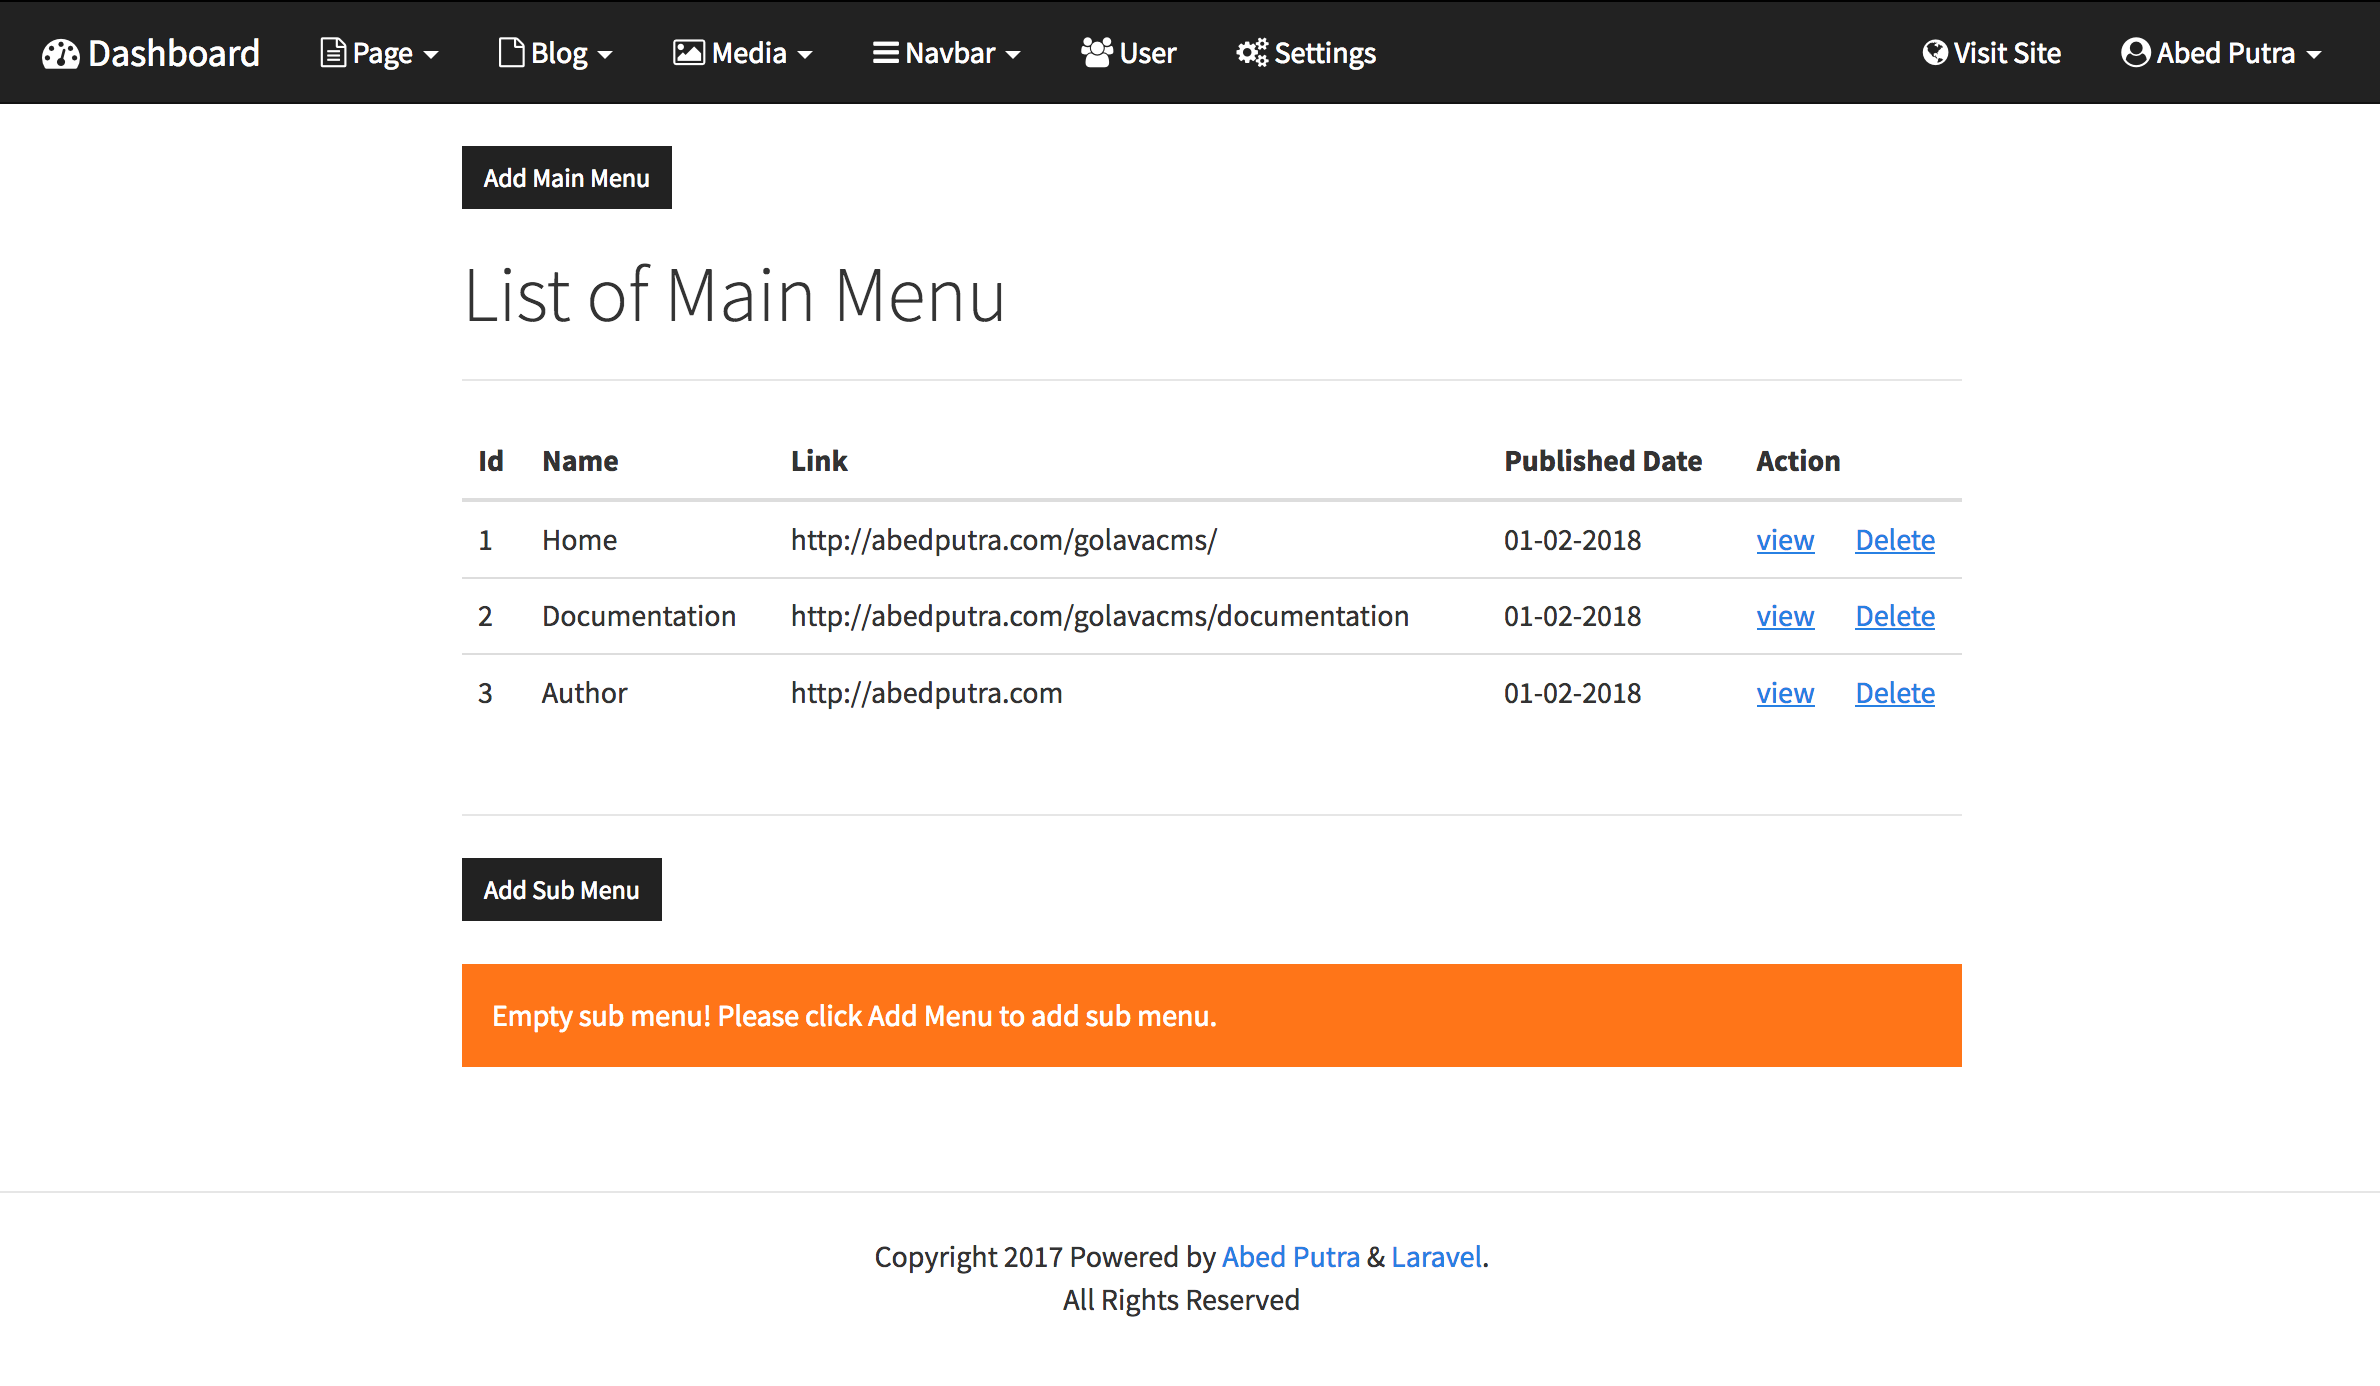 Dashboard Page Blog Media Navbar User Settings Visit Site Abed Putra
Add Main Menu
List of Main Menu
Id Name Link Published Date Action
1 Home http://abedputra.com/golavacms/ 01-02-2018 view Delete
2 Documentation http://abedputra.com/golavacms/documentation 01-02-2018 view Delete
3 Author http://abedputra.com 01-02-2018 view Delete
Add Sub Menu
Empty sub menu! Please click Add Menu to add sub menu.
Copyright 2017 Powered by Abed Putra & Laravel.
All Rights Reserved